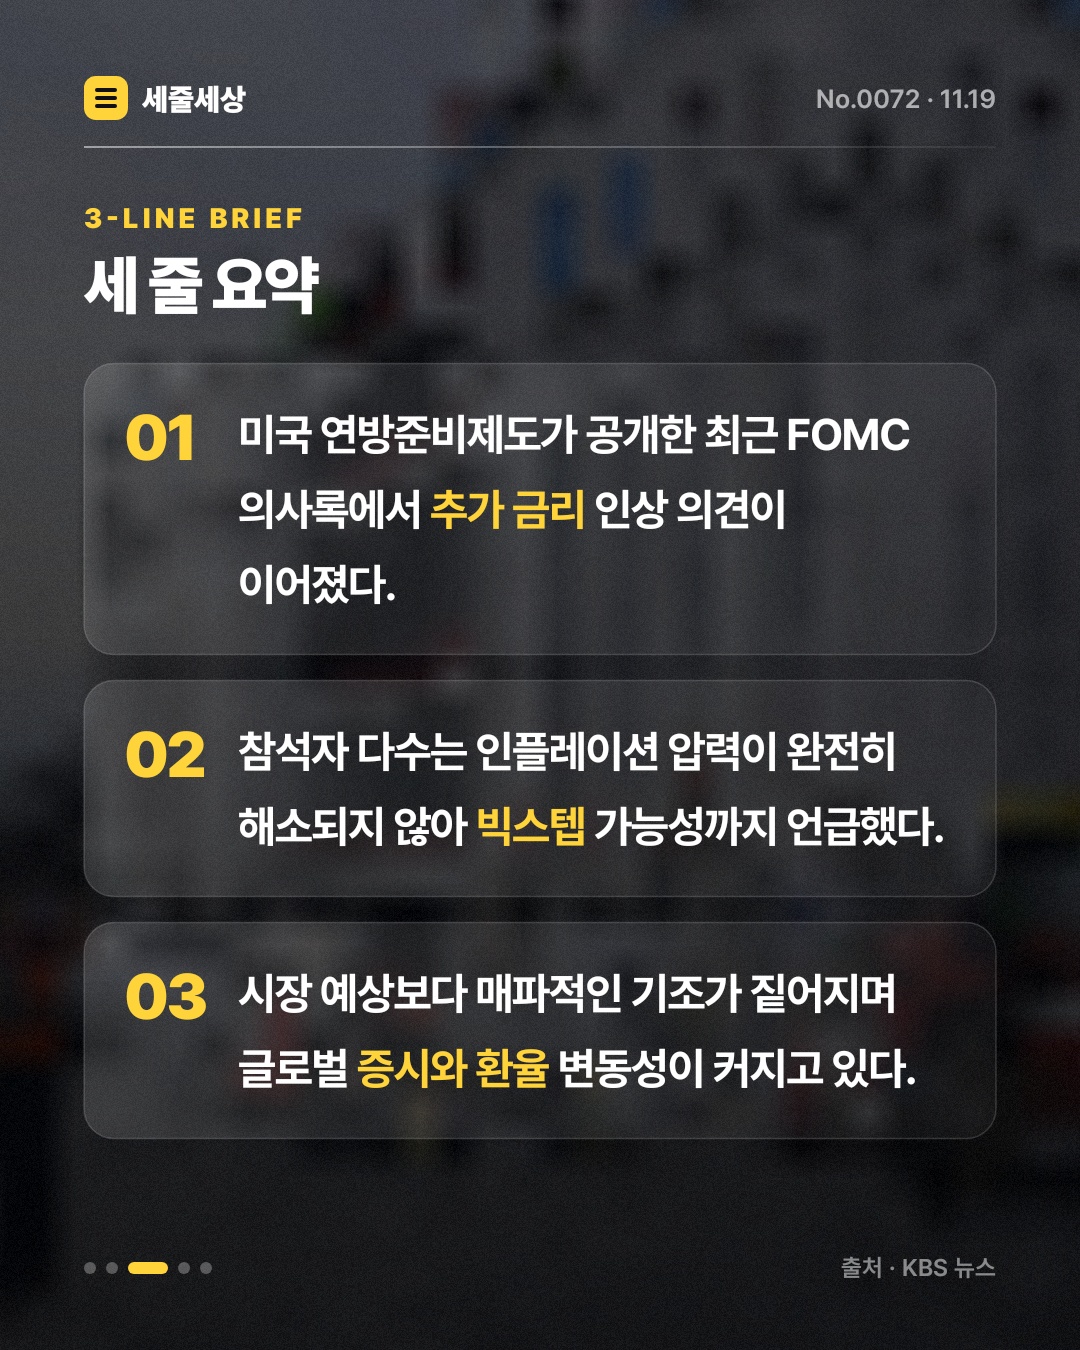 세줄세상
No.0072 · 11.19
3-LINE BRIEF
세 줄 요약
01
미국 연방준비제도가 공개한 최근 FOMC
의사록에서 추가 금리 인상 의견이
이어졌다.
02
참석자 다수는 인플레이션 압력이 완전히
해소되지 않아 빅스텝 가능성까지 언급했다.
03
시장 예상보다 매파적인 기조가 짙어지며
글로벌 증시와 환율 변동성이 커지고 있다.
출처 · KBS 뉴스